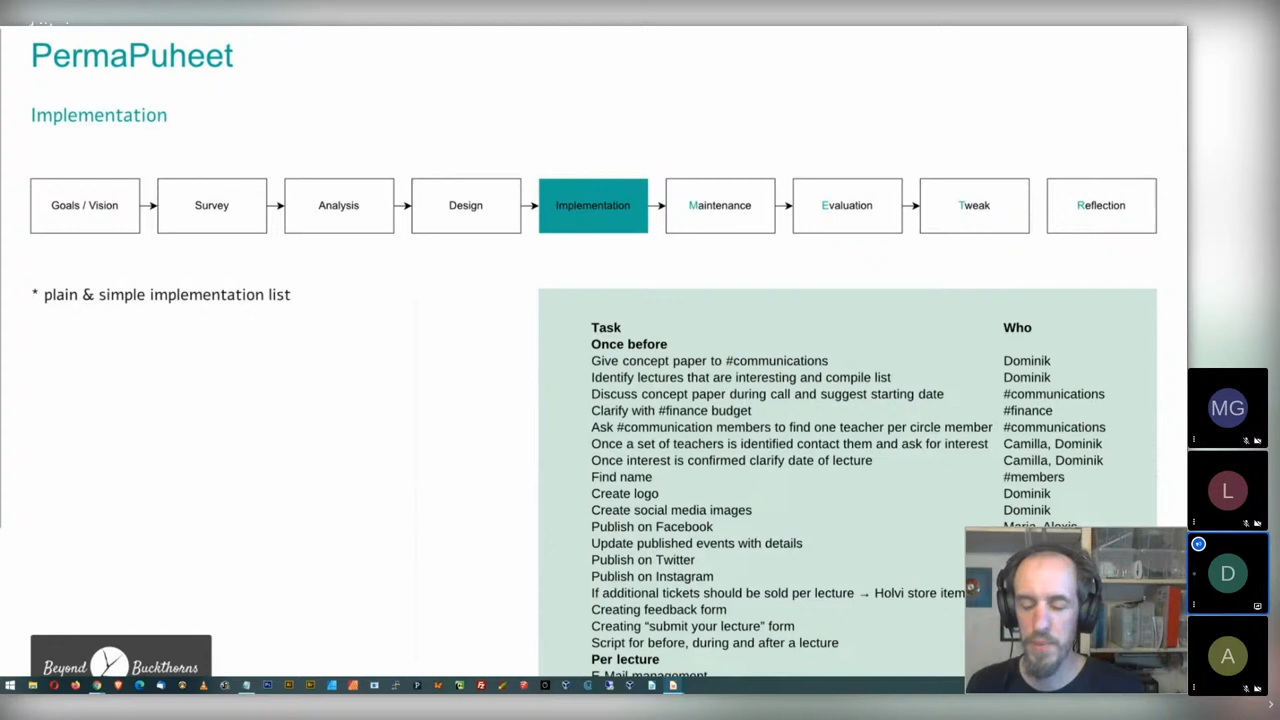 PermaPuheet
Implementation
Goals / Vision
Survey
Analysis
Design
Implementation
Maintenance
Evaluation
Tweak
Reflection
* plain & simple implementation list
Task Who
Once before
Give concept paper to #communications Dominik
Identify lectures that are interesting and compile list Dominik
Discuss concept paper during call and suggest starting date #communications
Clarify with #finance budget #finance
Ask #communication members to find one teacher per circle member #communications
Once a set of teachers is identified contact them and ask for interest Camilla, Dominik
Once interest is confirmed clarify date of lecture Camilla, Dominik
Find name #members
Create logo Dominik
Create social media images Dominik
Publish on Facebook Maria, Alexis
Update published events with details
Publish on Twitter
Publish on Instagram
If additional tickets should be sold per lecture → Holvi store item
Creating feedback form
Creating “submit your lecture” form
Script for before, during and after a lecture
Per lecture
E-Mail management
Beyond Buckthorns
MG
L
D
A